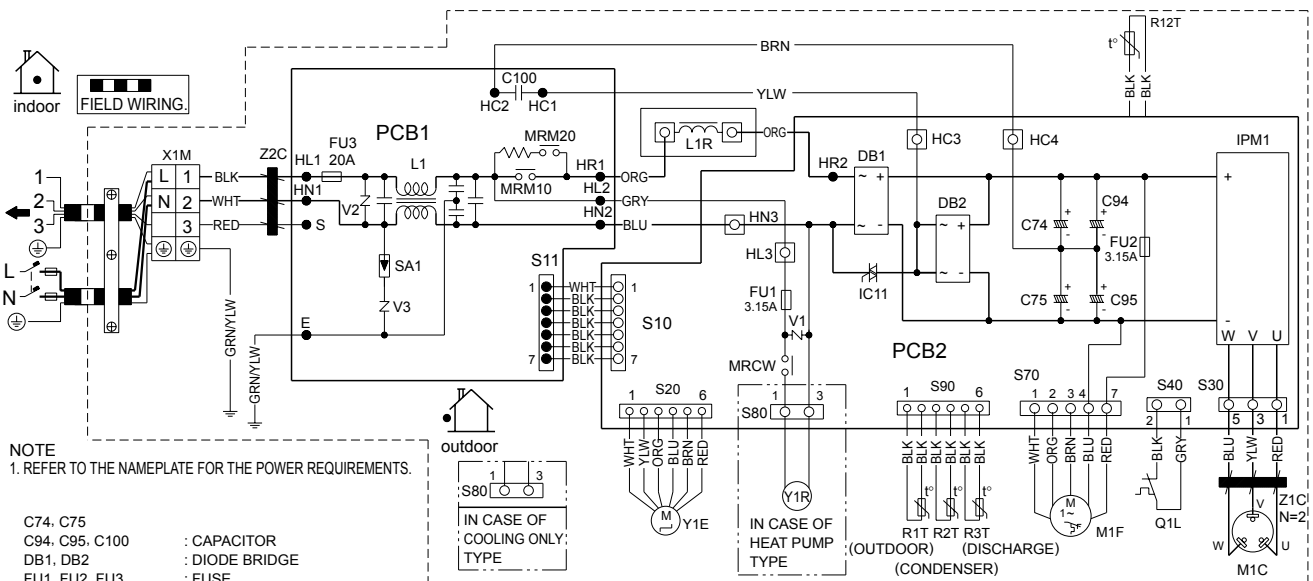 R12T
t°
BLK
BLK
BRN
C100
HC2
HC1
YLW
indoor
FIELD WIRING.
PCB1
FU3
20A
L1
MRM20
MRM10
HR1
ORG
HL2
GRY
HN2
BLU
L1R
ORG
HC3
HC4
IPM1
HR2
DB1
~ +
~ -
DB2
~ +
~ -
C74
C94
C75
C95
FU2
3.15A
+
-
W V U
X1M
L 1
N 2
3
BLK
WHT
RED
Z2C
HL1
HN1
S
V2
SA1
V3
E
1
2
3
L
N
GRN/YLW
GRN/YLW
HN3
HL3
FU1
3.15A
V1
MRCW
IC11
PCB2
S11
1
7
WHT
BLK
BLK
BLK
BLK
BLK
BLK
1
7
S10
outdoor
S20
1 6
WHT
YLW
ORG
BLU
BRN
RED
M
Y1E
S80
1 3
Y1R
IN CASE OF
HEAT PUMP
TYPE
S80
1 3
IN CASE OF
COOLING ONLY
TYPE
S90
1 6
BLK
BLK
BLK
BLK
BLK
BLK
t° t° t°
R1T R2T R3T
(OUTDOOR) (DISCHARGE)
(CONDENSER)
S70
1 2 3 4 7
WHT
ORG
BRN
BLU
RED
M
1~
M1F
S40
2 1
BLK
GRY
Q1L
S30
5 3 1
BLU
YLW
RED
Z1C
N=2
V
W U
M1C
NOTE
1. REFER TO THE NAMEPLATE FOR THE POWER REQUIREMENTS.
C74, C75
C94, C95, C100 : CAPACITOR
DB1, DB2 : DIODE BRIDGE
FU1, FU2, FU3 : FUSE